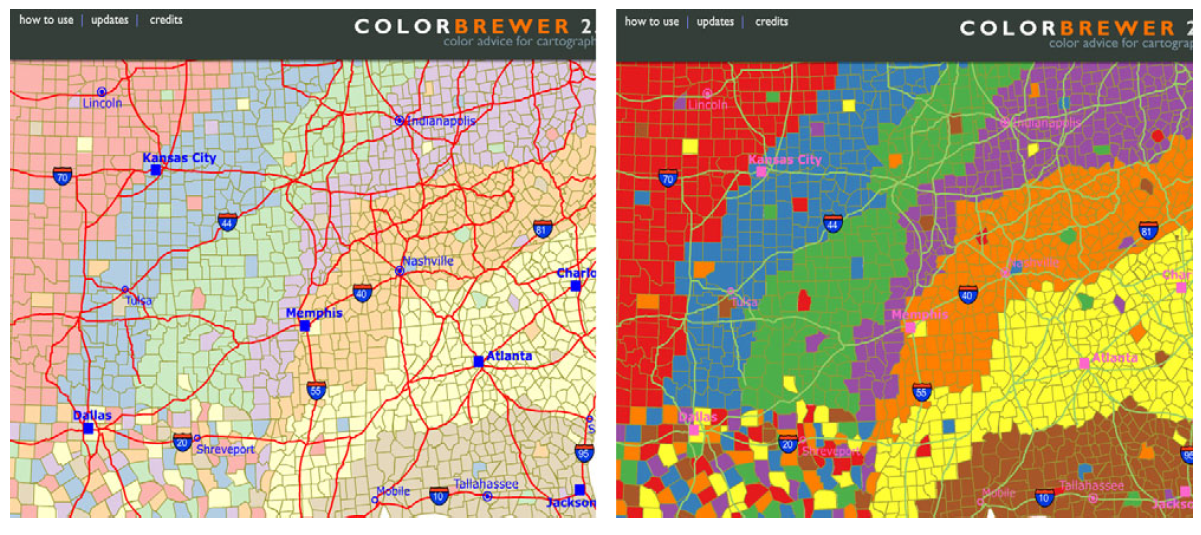 how to use | updates | credits
COLORBREWER 2.
color advice for cartograph
Lincoln
Indianapolis
Kansas City
70
44
81
Nashville
Charlo
Tulsa
40
Memphis
Atlanta
55
Dallas
20
Shreveport
S
95
Mobile
Tallahassee
10
Jackson
how to use | updates | credits
COLORBREWER 2
color advice for cartograp
Lincoln
Indianapolis
Kansas City
70
44
81
Nashville
Char
Tulsa
40
Memphis
Atlanta
55
Dallas
20
Shreveport
95
Mobile
Tallahassee
10
Jackso